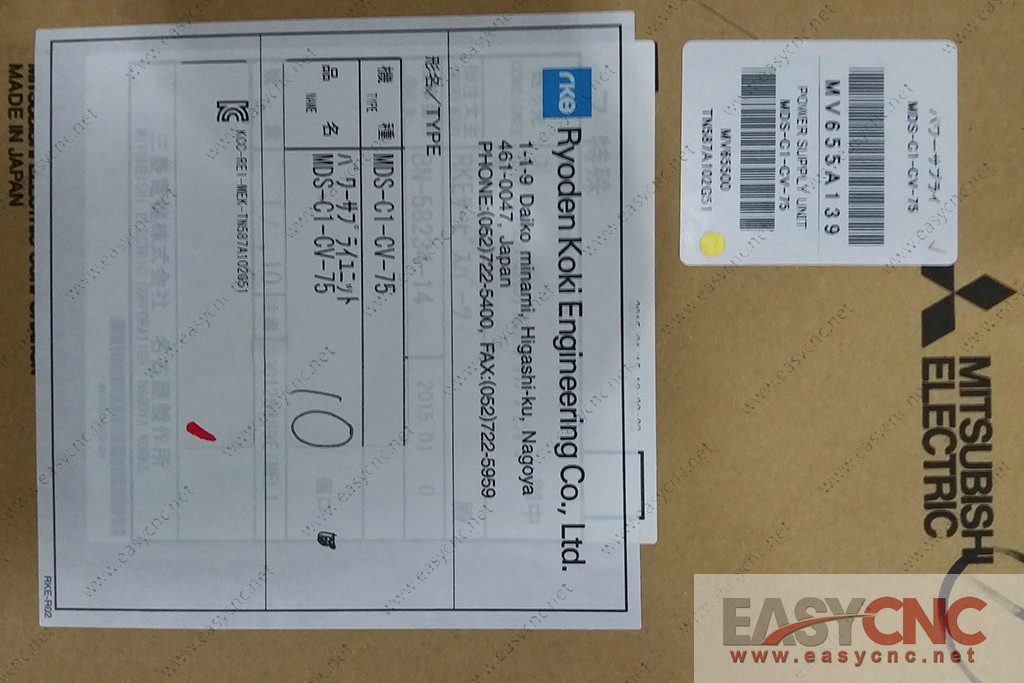 rke Ryoden Koki Engineering Co., Ltd.
1-1-9 Daiko minami, Higashi-ku, Nagoya
461-0047, Japan
PHONE:(052)722-5400, FAX:(052)722-5959
形名/TYPE
機種 TYPE MDS-C1-CV-75
品名 NAME パワーサプライユニット
MDS-C1-CV-75
10
KCC-REI-MEK-TN587A102G51
RKE-R02
パワーサプライ
MDS-C1-CV-75
MV655A139
POWER SUPPLY UNIT
MDS-C1-CV-75
MV65500
TN587A102G51
MITSUBISHI
ELECTRIC
MADE IN JAPAN
EASYCNC
www.easycnc.net